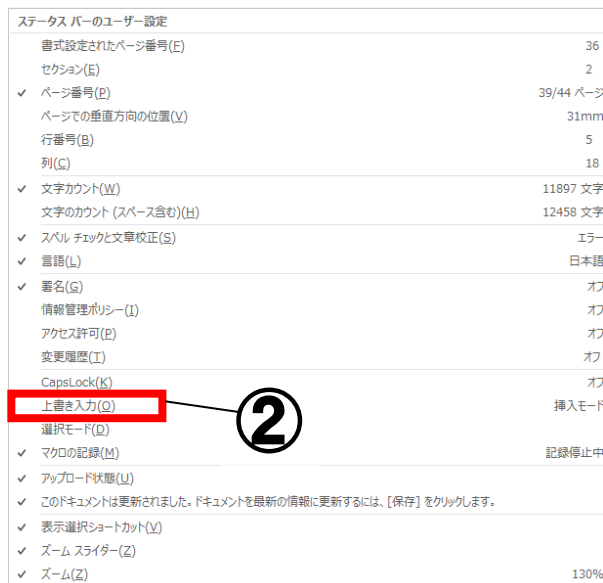 ステータス バーのユーザー設定
書式設定されたページ番号(F) 36
セクション(E) 2
✓ ページ番号(P) 39/44 ページ
ページでの垂直方向の位置(V) 31mm
行番号(B) 5
列(C) 18
✓ 文字カウント(W) 11897 文字
文字のカウント (スペース含む)(H) 12458 文字
✓ スペル チェックと文章校正(S) エラー
✓ 言語(L) 日本語
✓ 署名(G) オフ
情報管理ポリシー(I) オフ
アクセス許可(P) オフ
変更履歴(T) オフ
CapsLock(K) オフ
上書き入力(O) 挿入モード
②
選択モード(D)
✓ マクロの記録(M) 記録停止中
✓ アップロード状態(U)
✓ このドキュメントは更新されました。ドキュメントを最新の情報に更新するには、[保存] をクリックします。
✓ 表示選択ショートカット(V)
✓ ズーム スライダー(Z)
✓ ズーム(Z) 130%